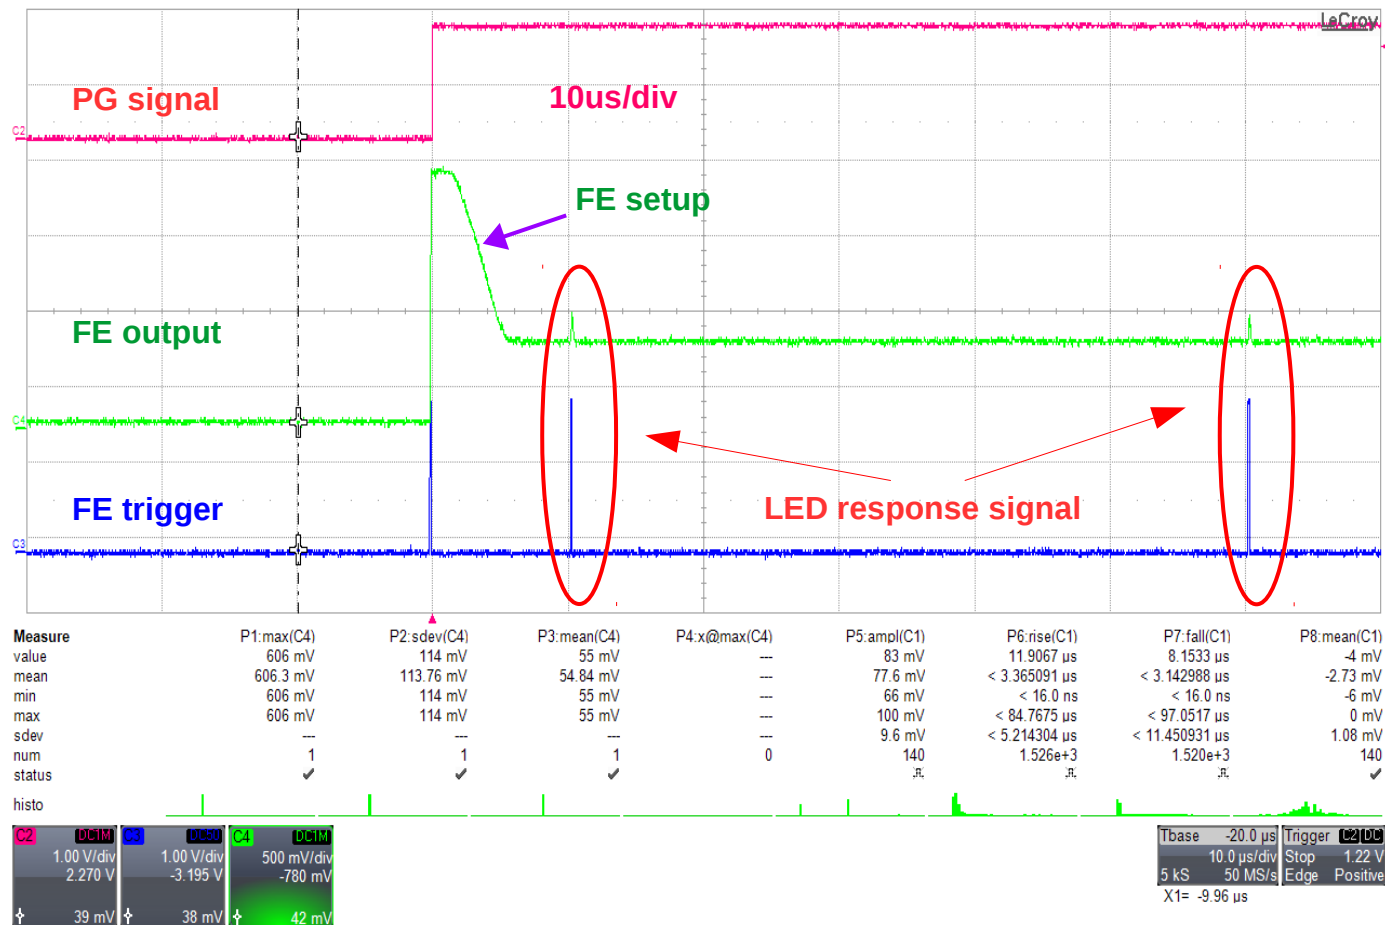 LeCroy
PG signal
10us/div
C2
FE setup
FE output
C4
FE trigger
LED response signal
C3
Measure P1:max(C4) P2:sdev(C4) P3:mean(C4) P4:x@max(C4) P5:ampl(C1) P6:rise(C1) P7:fall(C1) P8:mean(C1)
value 606 mV 114 mV 55 mV --- 83 mV 11.9067 µs 8.1533 µs -4 mV
mean 606.3 mV 113.76 mV 54.84 mV --- 77.6 mV < 3.365091 µs < 3.142988 µs -2.73 mV
min 606 mV 114 mV 55 mV --- 66 mV < 16.0 ns < 16.0 ns -6 mV
max 606 mV 114 mV 55 mV --- 100 mV < 84.7675 µs < 97.0517 µs 0 mV
sdev --- --- --- --- 9.6 mV < 5.214304 µs < 11.450931 µs 1.08 mV
num 1 1 1 0 140 1.526e+3 1.520e+3 140
status
histo
C2 DC1M C3 DC50 C4 DC1M Tbase -20.0 µs Trigger C2 DC
1.00 V/div 1.00 V/div 500 mV/div 10.0 µs/div Stop 1.22 V
2.270 V -3.195 V -780 mV 5 kS 50 MS/s Edge Positive
X1= -9.96 µs
39 mV 38 mV 42 mV